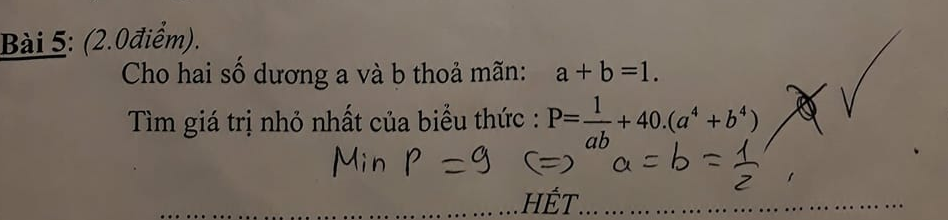 Bài 5: (2.0điểm).
Cho hai số dương a và b thoả mãn: a + b =1.
Tìm giá trị nhỏ nhất của biểu thức : P=1/ab + 40.(a⁴ + b⁴)
Min P = 9 <=> a = b = 1/2,
.......................................HẾT.......................................